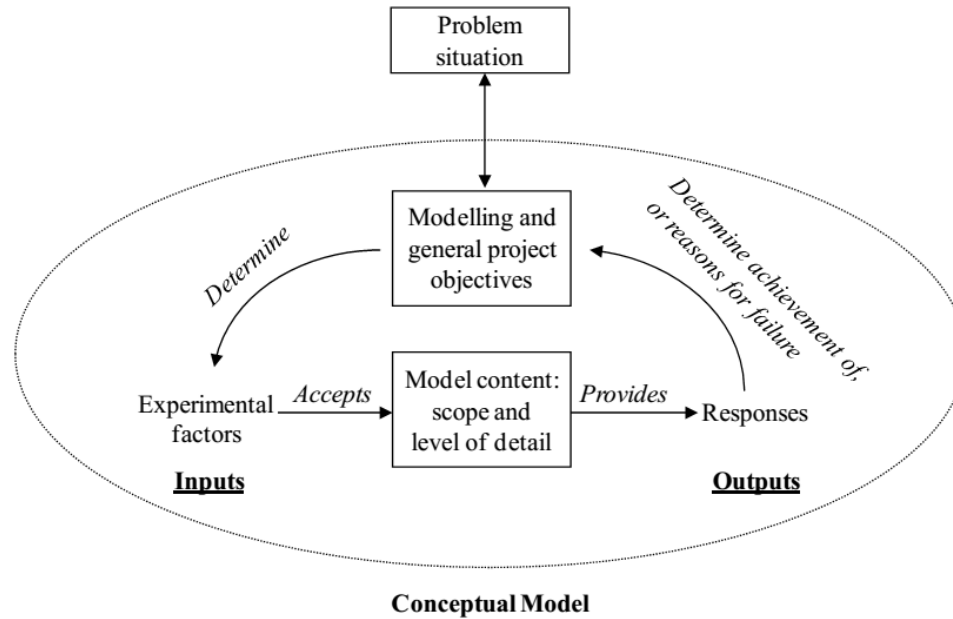 Problem
situation
Modelling and
general project
objectives
Determine
Determine achievement of,
or reasons for failure
Experimental
factors
Accepts
Model content:
scope and
level of detail
Provides
Responses
Inputs
Outputs
Conceptual Model